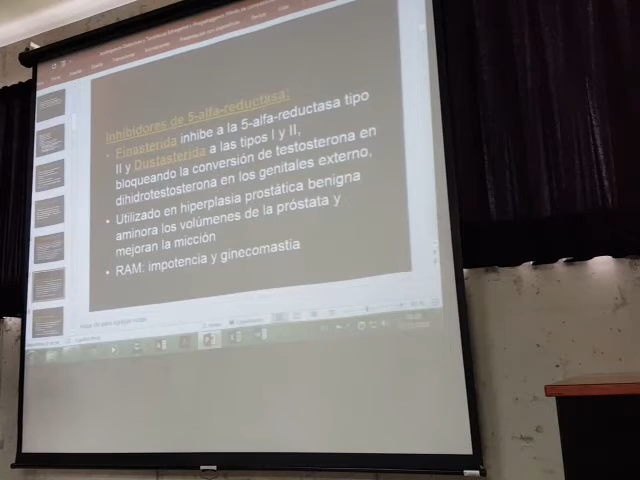 Inhibidores de 5-alfa-reductasa:
• Finasterida inhibe a la 5-alfa-reductasa tipo
II y Dustasterida a las tipos I y II,
bloqueando la conversión de testosterona en
dihidrotestosterona en los genitales externo,
• Utilizado en hiperplasia prostática benigna
aminora los volúmenes de la próstata y
mejoran la micción
• RAM: impotencia y ginecomastia